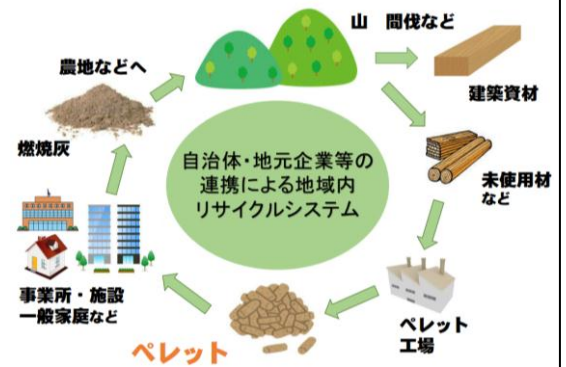 山　間伐など
建築資材
未使用材
など
ペレット
工場
ペレット
事業所・施設
一般家庭など
燃焼灰
農地などへ
自治体・地元企業等の
連携による地域内
リサイクルシステム